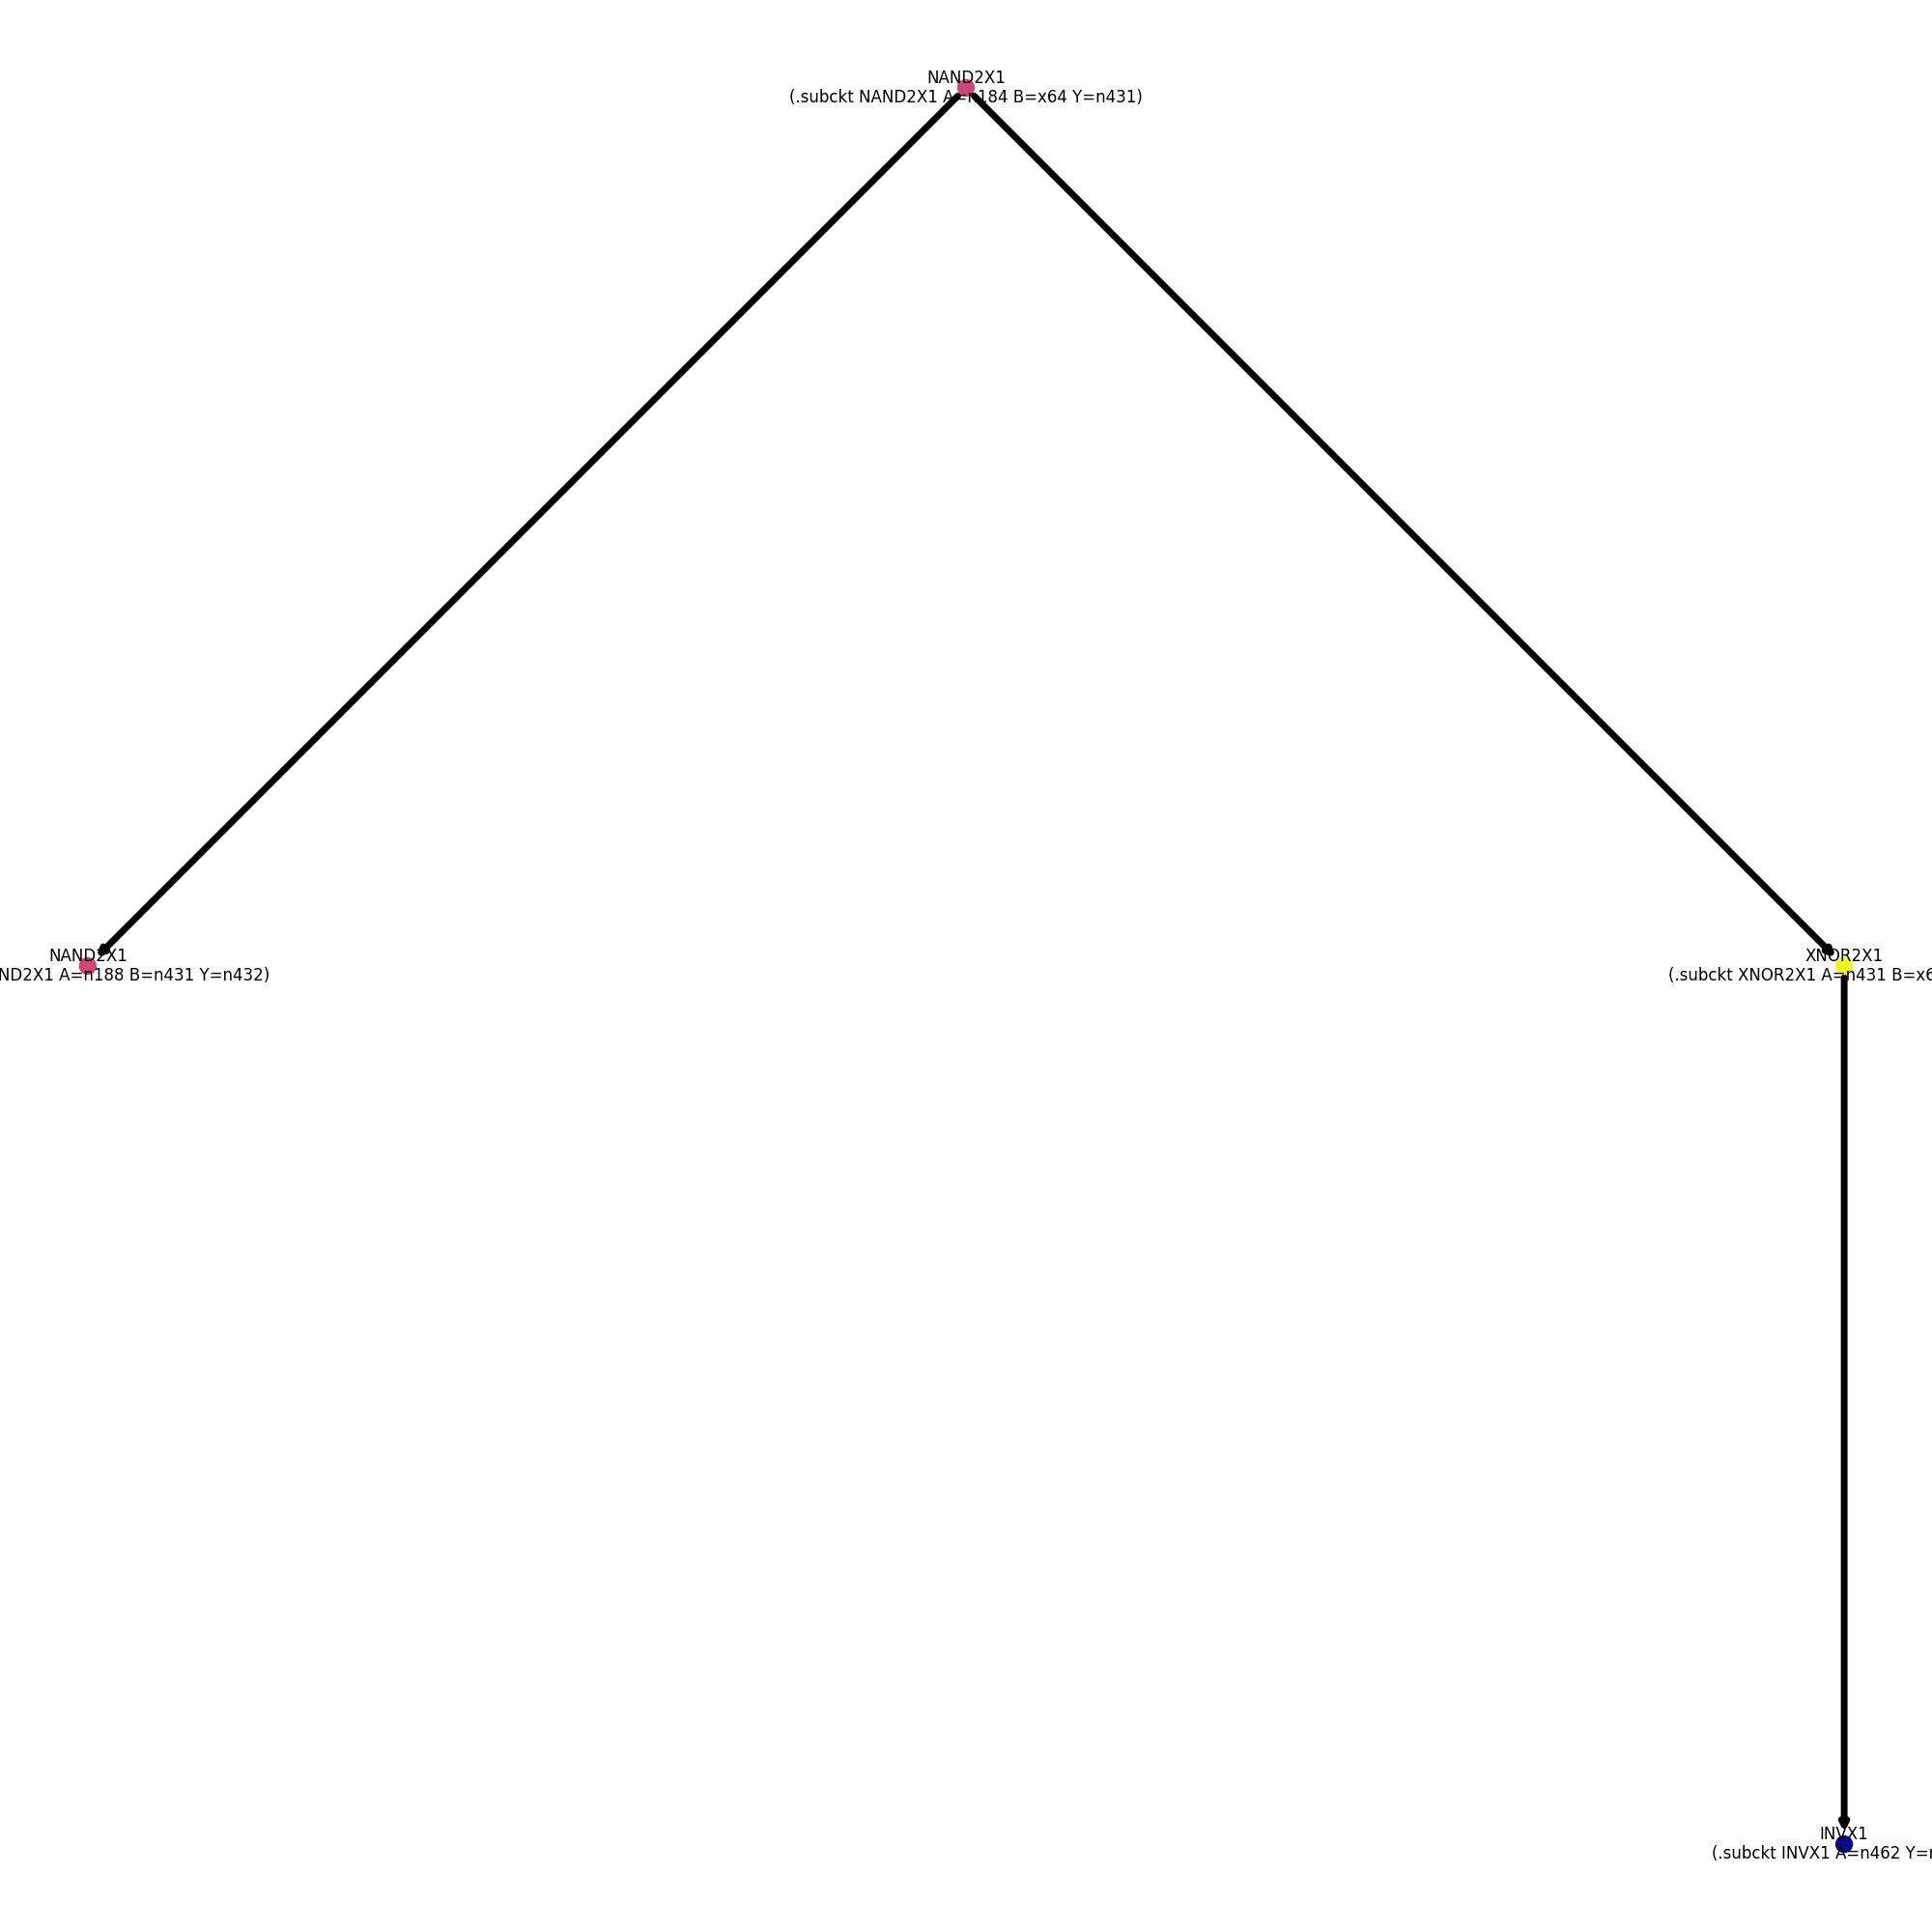 NAND2X1
(.subckt NAND2X1 A=n184 B=x64 Y=n431)
NAND2X1
ND2X1 A=n188 B=n431 Y=n432)
XNOR2X1
(.subckt XNOR2X1 A=n431 B=x6
INVX1
(.subckt INVX1 A=n462 Y=